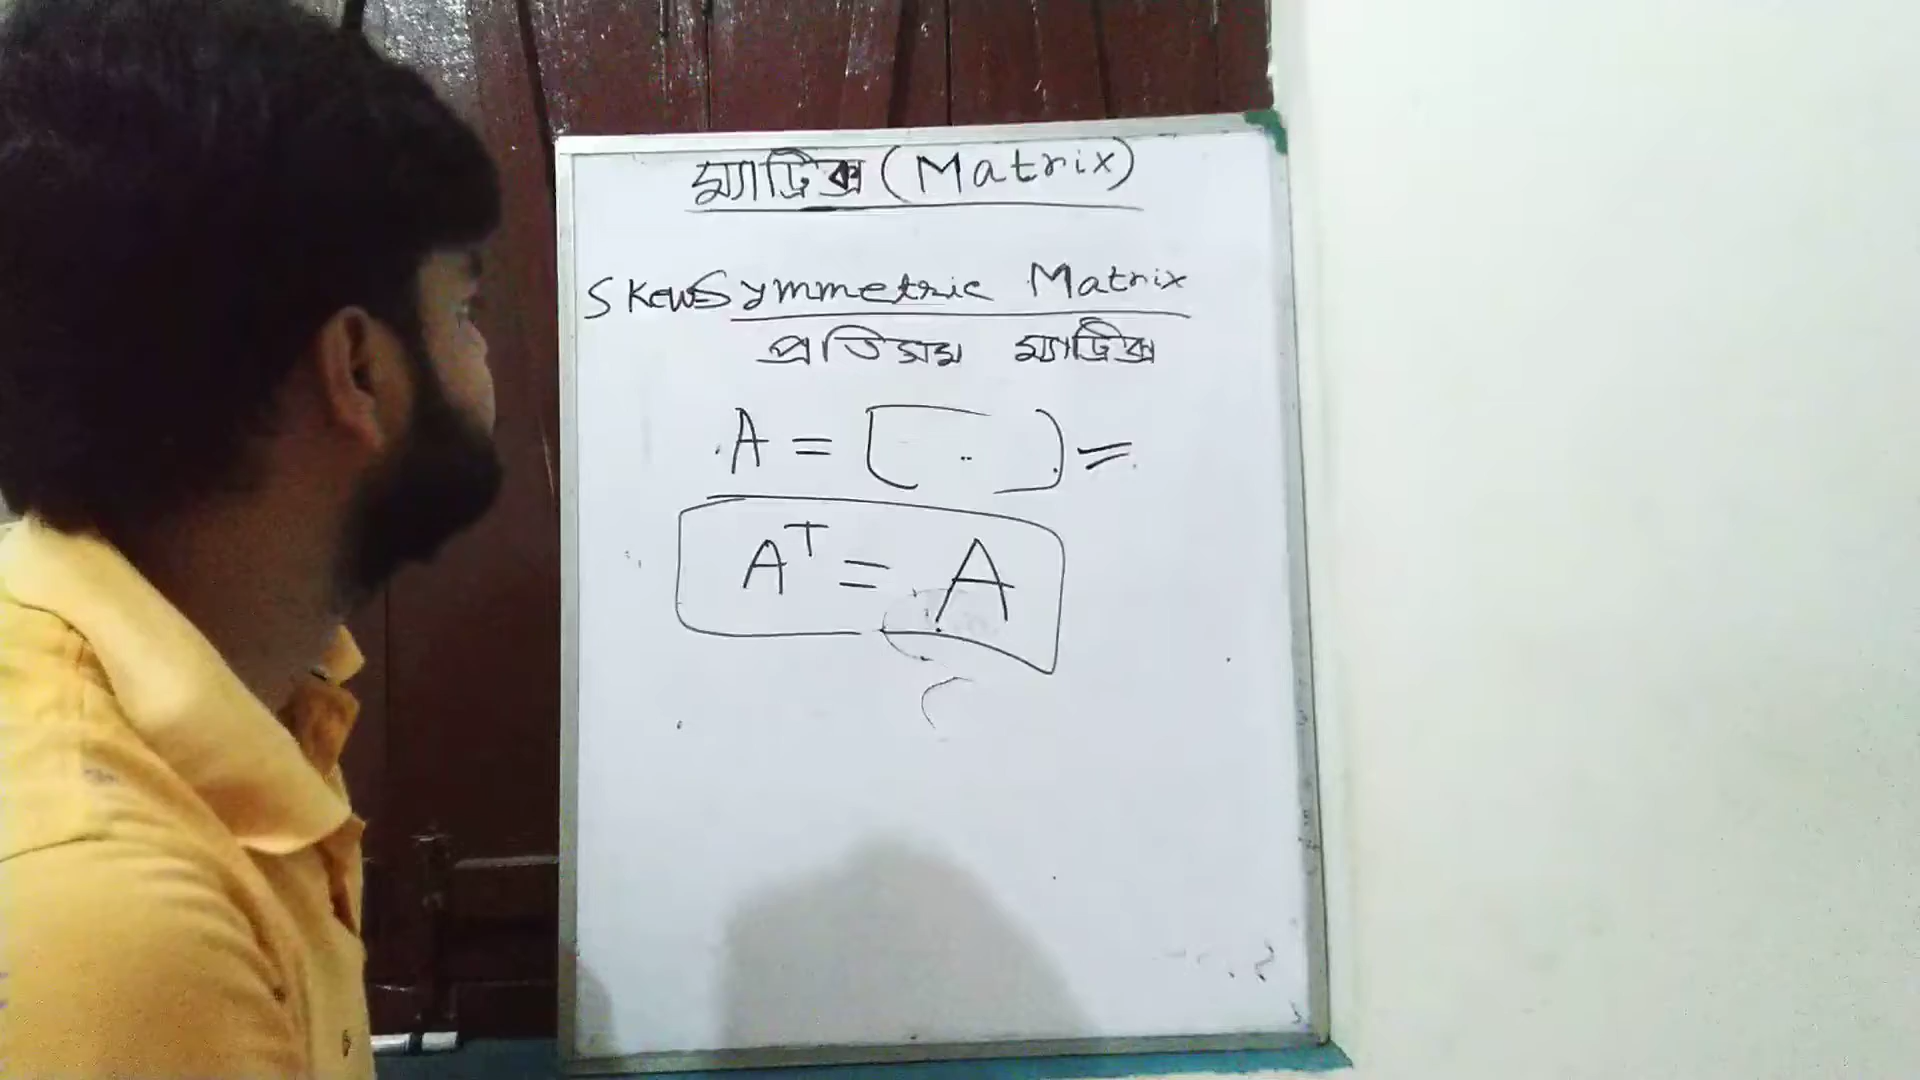 ম্যাট্রিক্স (Matrix)
Skew Symmetric Matrix
প্রতিসম ম্যাট্রিক্স
A = [ ] =
Aᵀ = A